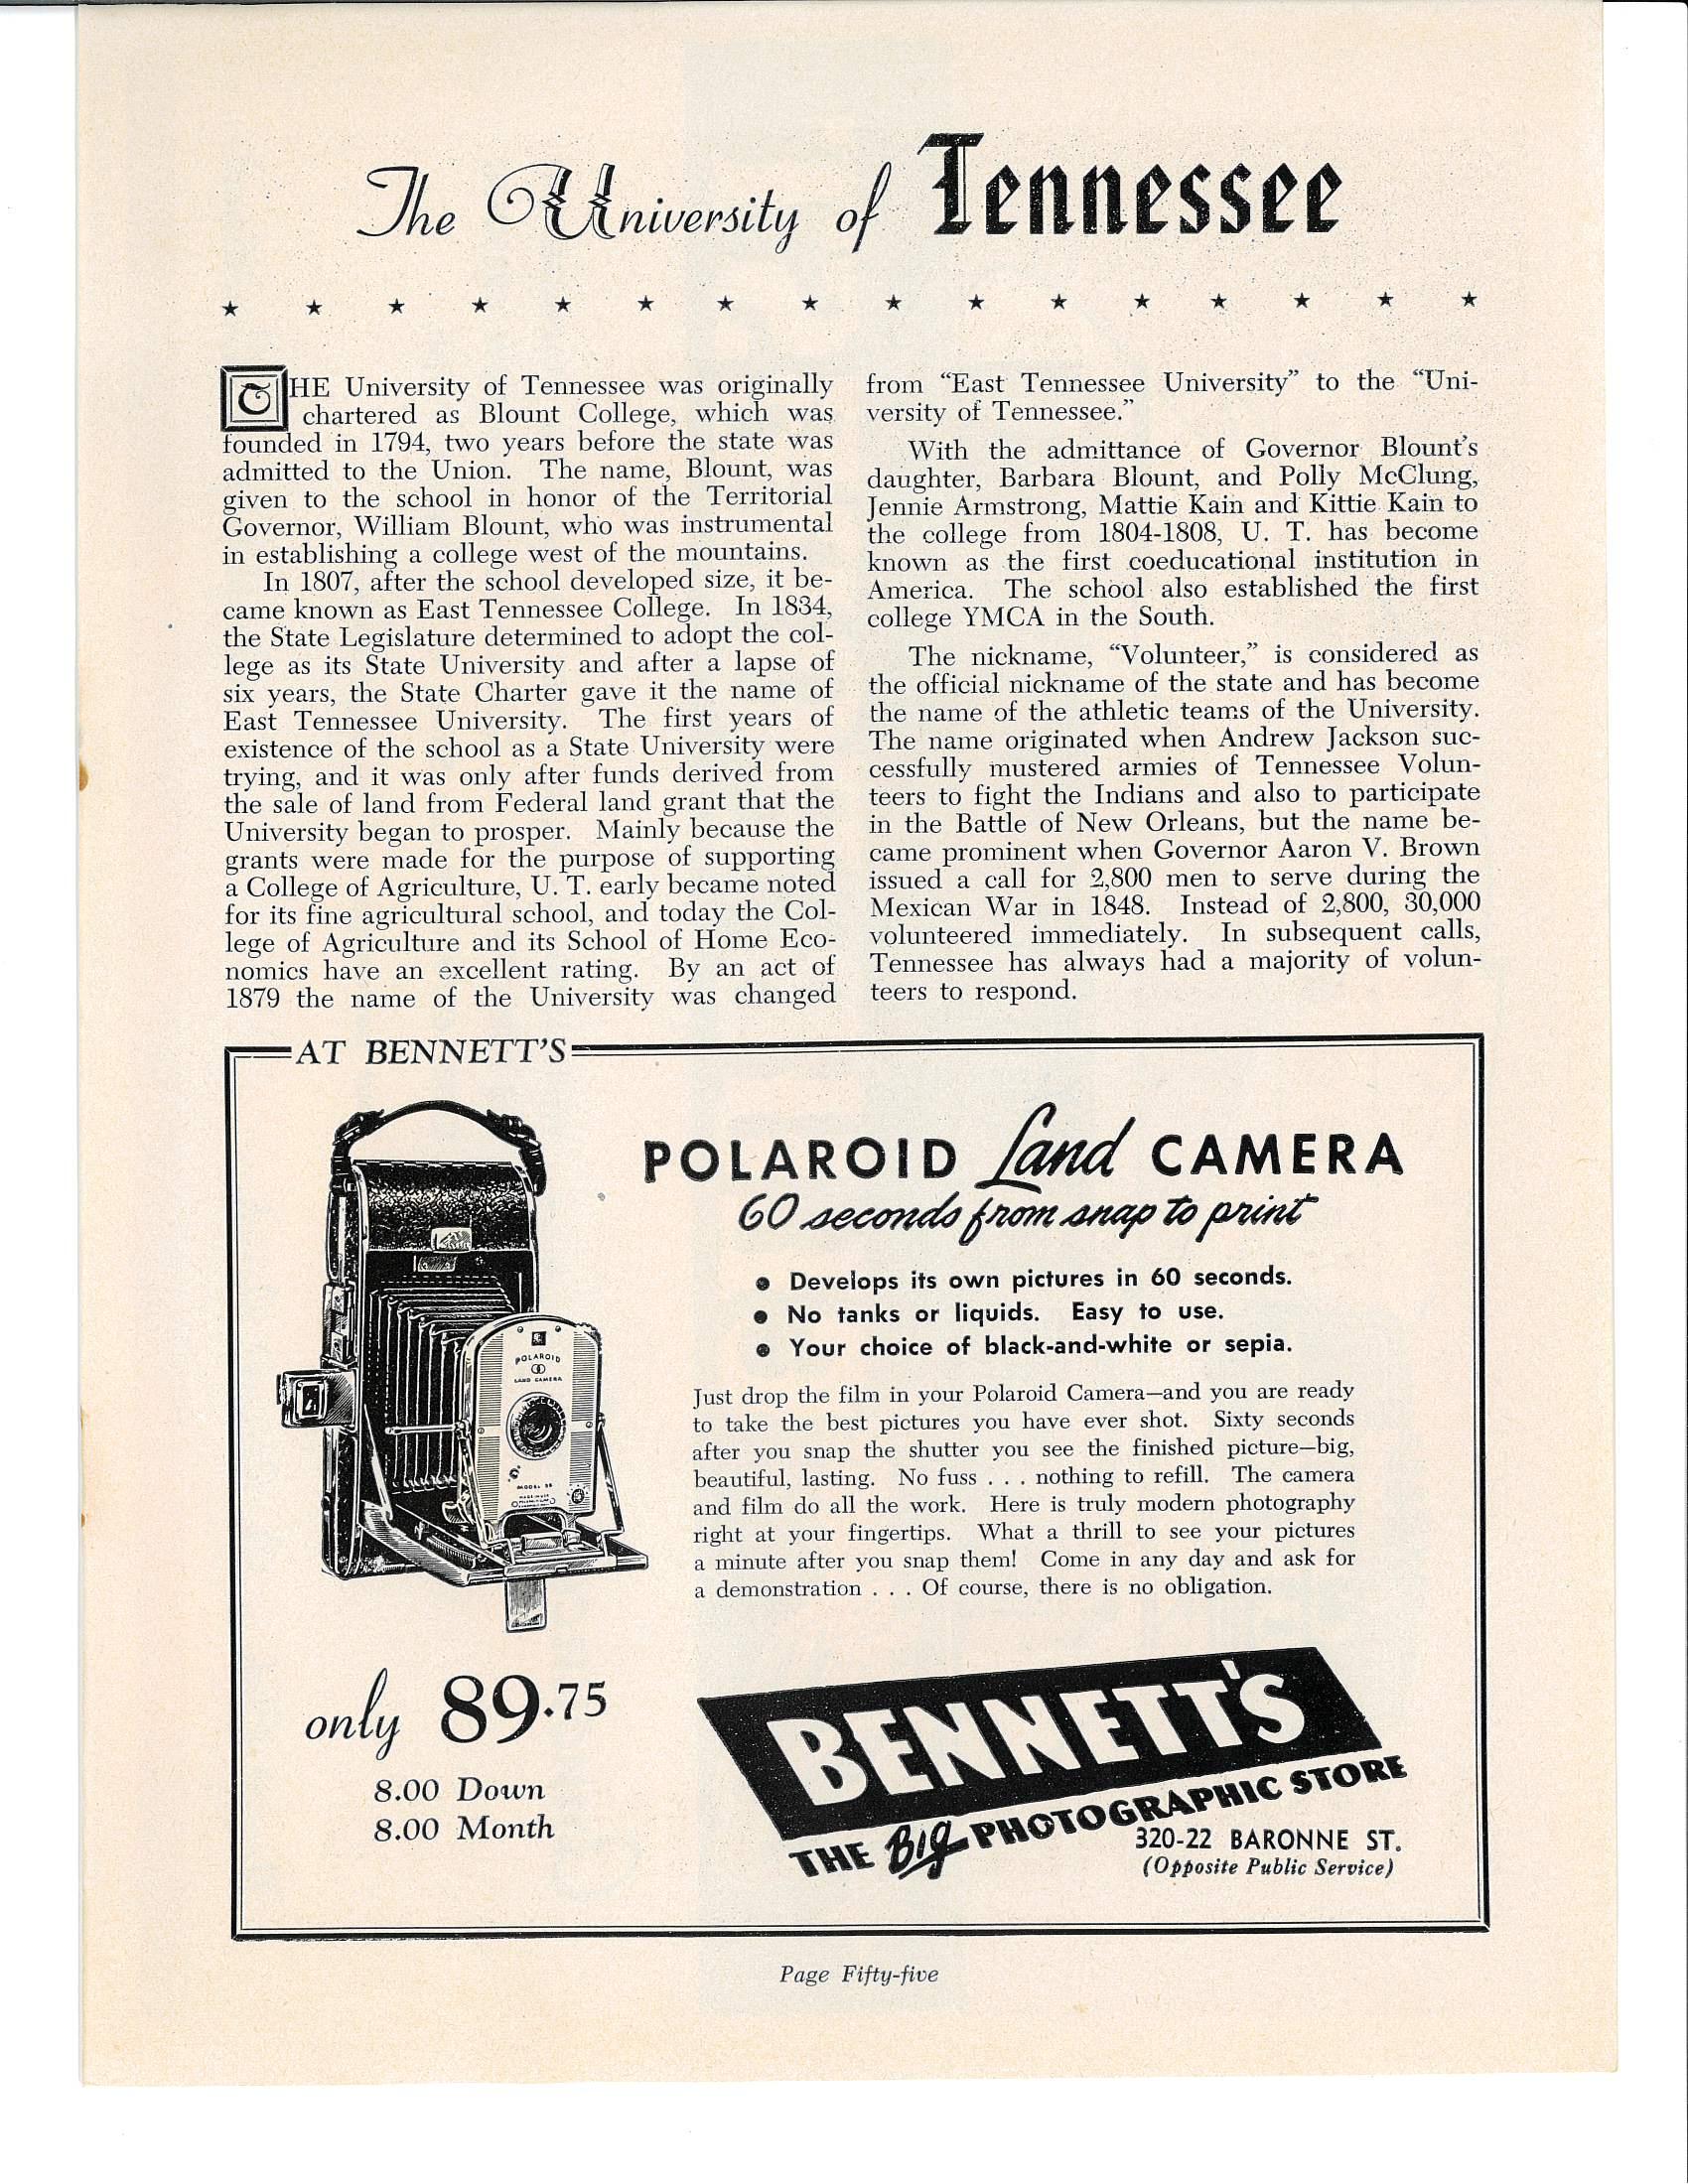 The University of Tennessee
THE University of Tennessee was originally
chartered as Blount College, which was
founded in 1794, two years before the state was
admitted to the Union. The name, Blount, was
given to the school in honor of the Territorial
Governor, William Blount, who was instrumental
in establishing a college west of the mountains.
In 1807, after the school developed size, it be-
came known as East Tennessee College. In 1834,
the State Legislature determined to adopt the col-
lege as its State University and after a lapse of
six years, the State Charter gave it the name of
East Tennessee University. The first years of
existence of the school as a State University were
trying, and it was only after funds derived from
the sale of land from Federal land grant that the
University began to prosper. Mainly because the
grants were made for the purpose of supporting
a College of Agriculture, U. T. early became noted
for its fine agricultural school, and today the Col-
lege of Agriculture and its School of Home Eco-
nomics have an excellent rating. By an act of
1879 the name of the University was changed
from "East Tennessee University" to the "Uni-
versity of Tennessee."
With the admittance of Governor Blount's
daughter, Barbara Blount, and Polly McClung,
Jennie Armstrong, Mattie Kain and Kittie Kain to
the college from 1804-1808, U. T. has become
known as the first coeducational institution in
America. The school also established the first
college YMCA in the South.
The nickname, "Volunteer," is considered as
the official nickname of the state and has become
the name of the athletic teams of the University.
The name originated when Andrew Jackson suc-
cessfully mustered armies of Tennessee Volun-
teers to fight the Indians and also to participate
in the Battle of New Orleans, but the name be-
came prominent when Governor Aaron V. Brown
issued a call for 2,800 men to serve during the
Mexican War in 1848. Instead of 2,800, 30,000
volunteered immediately. In subsequent calls,
Tennessee has always had a majority of volun-
teers to respond.
AT BENNETT'S
POLAROID Land CAMERA
60 seconds from snap to print
• Develops its own pictures in 60 seconds.
• No tanks or liquids. Easy to use.
• Your choice of black-and-white or sepia.
POLAROID
LAND CAMERA
Just drop the film in your Polaroid Camera—and you are ready
to take the best pictures you have ever shot. Sixty seconds
after you snap the shutter you see the finished picture—big,
beautiful, lasting. No fuss . . . nothing to refill. The camera
and film do all the work. Here is truly modern photography
right at your fingertips. What a thrill to see your pictures
a minute after you snap them! Come in any day and ask for
a demonstration . . . Of course, there is no obligation.
only 89.75
8.00 Down
8.00 Month
BENNETT'S
THE Big PHOTOGRAPHIC STORE
320-22 BARONNE ST.
(Opposite Public Service)
Page Fifty-five